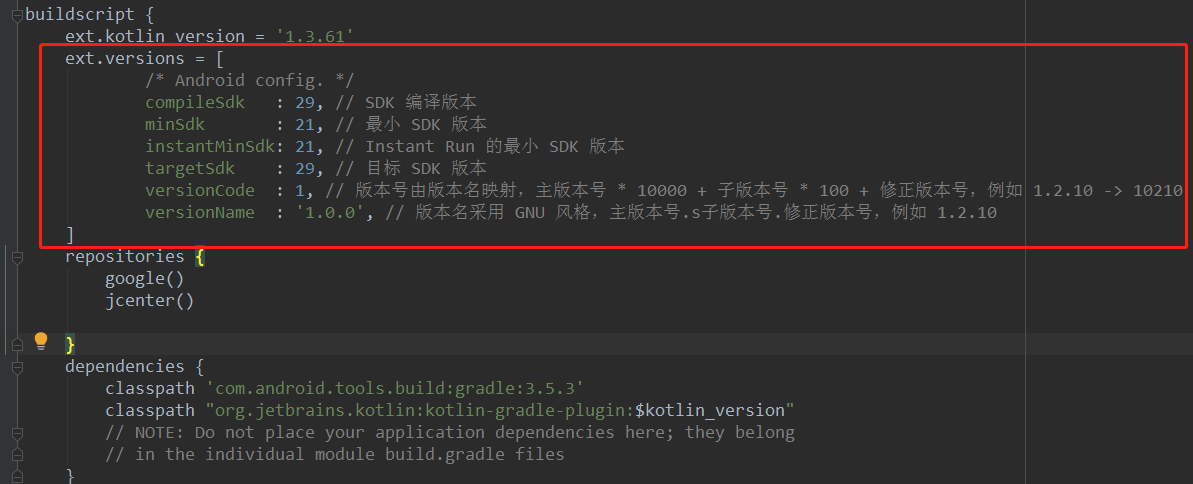 buildscript {
ext.kotlin_version = '1.3.61'
ext.versions = [
/* Android config. */
compileSdk : 29, // SDK 编译版本
minSdk : 21, // 最小 SDK 版本
instantMinSdk: 21, // Instant Run 的最小 SDK 版本
targetSdk : 29, // 目标 SDK 版本
versionCode : 1, // 版本号由版本名映射，主版本号 * 10000 + 子版本号 * 100 + 修正版本号，例如 1.2.10 -> 10210
versionName : '1.0.0', // 版本名采用 GNU 风格，主版本号.s子版本号.修正版本号，例如 1.2.10
]
repositories {
google()
jcenter()
}
dependencies {
classpath 'com.android.tools.build:gradle:3.5.3'
classpath "org.jetbrains.kotlin:kotlin-gradle-plugin:$kotlin_version"
// NOTE: Do not place your application dependencies here; they belong
// in the individual module build.gradle files
}